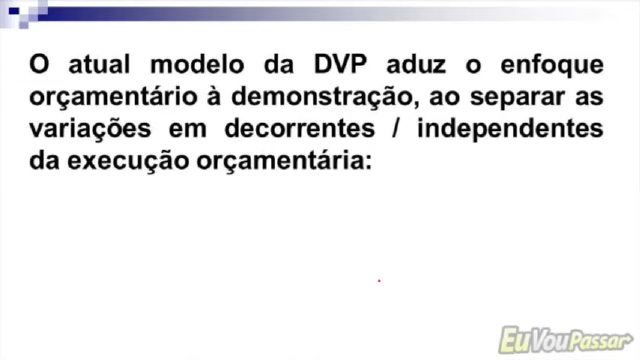 O atual modelo da DVP aduz o enfoque
orçamentário à demonstração, ao separar as
variações em decorrentes / independentes
da execução orçamentária:
EuVouPassar